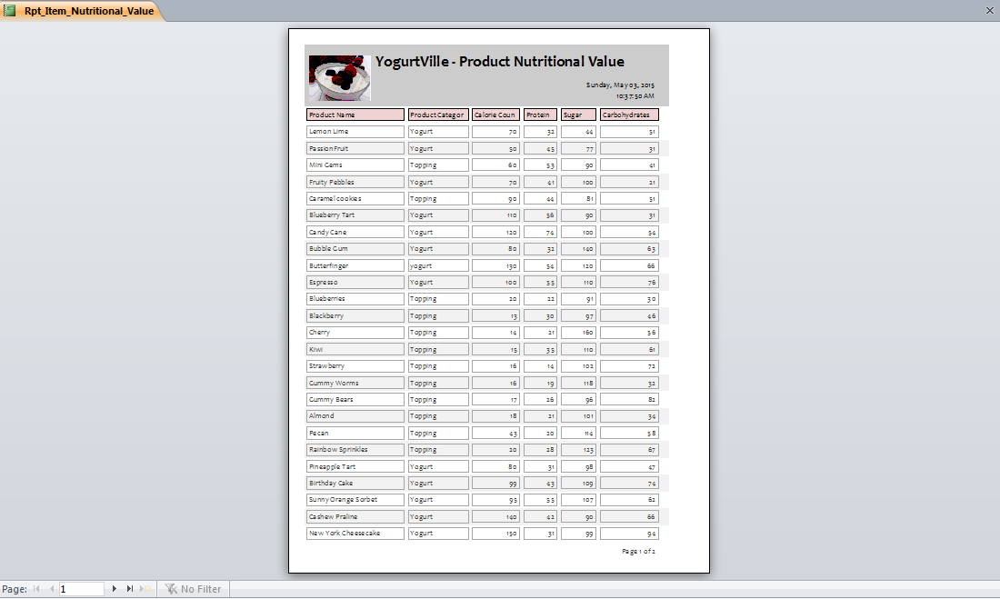 Rpt_Item_Nutritional_Value
YogurtVille - Product Nutritional Value
Sunday, May 03, 2015
10:37:50 AM
Product Name Product Categor Calorie Coun Protein Sugar Carbohydrates
Lemon Lime Yogurt 70 32 44 51
Passion Fruit Yogurt 50 45 77 31
Mini Gems Topping 60 53 90 41
Fruity Pebbles Yogurt 70 41 100 21
Caramel cookies Topping 90 44 81 51
Blueberry Tart Yogurt 110 56 90 31
Candy Cane Yogurt 120 74 100 54
Bubble Gum Yogurt 80 32 140 63
Butterfinger yogurt 130 54 120 66
Espresso Yogurt 100 55 110 76
Blueberries Topping 20 22 91 30
Blackberry Topping 13 30 97 46
Cherry Topping 14 21 160 56
Kiwi Topping 15 35 110 61
Strawberry Topping 16 14 102 72
Gummy Worms Topping 16 19 118 32
Gummy Bears Topping 17 26 96 82
Almond Topping 18 21 101 34
Pecan Topping 43 20 114 58
Rainbow Sprinkles Topping 20 28 123 67
Pineapple Tart Yogurt 80 31 98 47
Birthday Cake Yogurt 99 43 109 74
Sunny Orange Sorbet Yogurt 95 55 107 62
Cashew Praline Yogurt 140 42 90 66
New York Cheesecake Yogurt 150 31 99 94
Page 1 of 2
Page: 1 No Filter